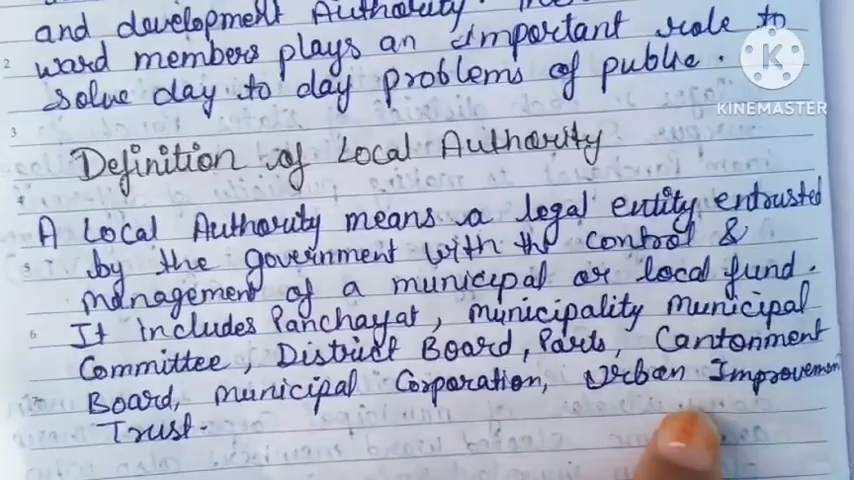 and development Authority.
ward members plays an important role to
solve day to day problems of public.
Definition of Local Authority
A Local Authority means a legal entity entrusted
by the government with the control &
management of a municipal or local fund.
It includes Panchayat, municipality municipal
Committee, District Board, Parts, Cantonment
Board, municipal Corporation, Urban Improvemen
Trust.
KINEMASTER